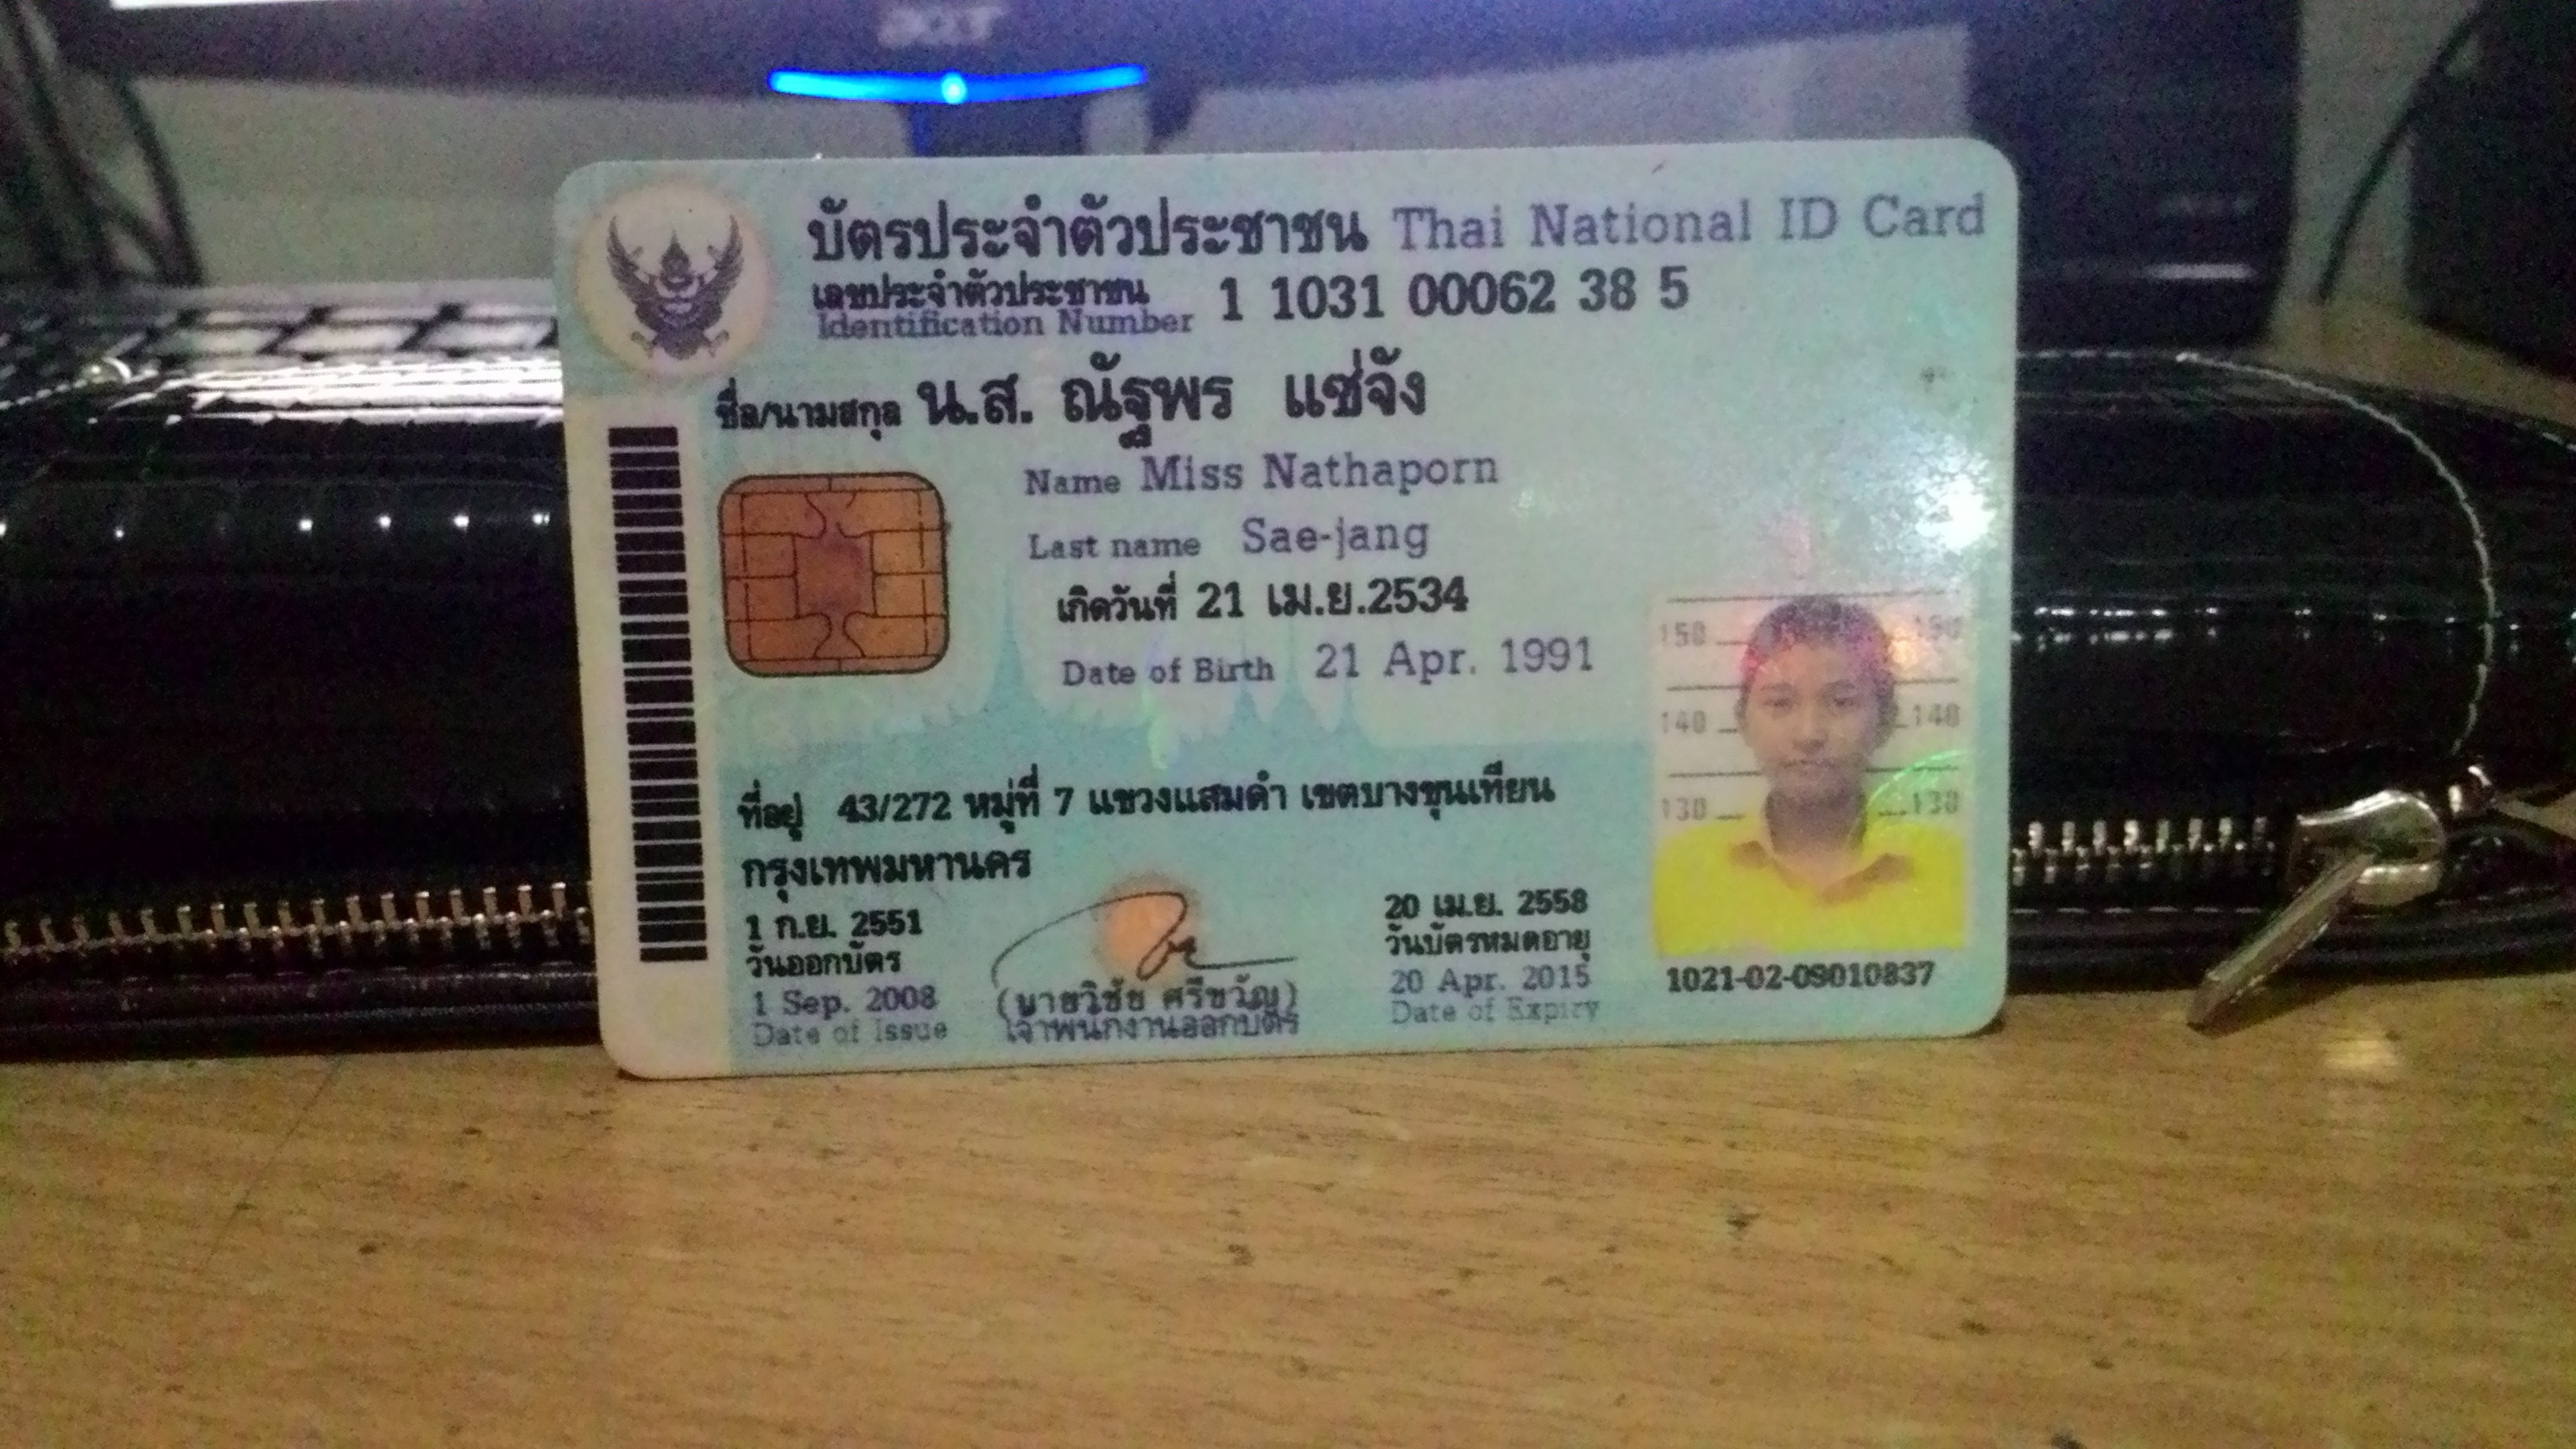 acer
บัตรประจำตัวประชาชน Thai National ID Card
เลขประจำตัวประชาชน 1 1031 00062 38 5
Identification Number
ชื่อ/นามสกุล น.ส. ณัฐพร แซ่จัง
Name Miss Nathaporn
Last name Sae-jang
เกิดวันที่ 21 เม.ย.2534
Date of Birth 21 Apr. 1991
150 150
140 140
130 130
ที่อยู่ 43/272 หมู่ที่ 7 แขวงแสมดำ เขตบางขุนเทียน
กรุงเทพมหานคร
1 ก.ย. 2551
วันออกบัตร
1 Sep. 2008
Date of Issue
(นายวิชัย ศรีขวัญ)
เจ้าพนักงานออกบัตร
20 เม.ย. 2558
วันบัตรหมดอายุ
20 Apr. 2015
Date of Expiry
1021-02-09010837